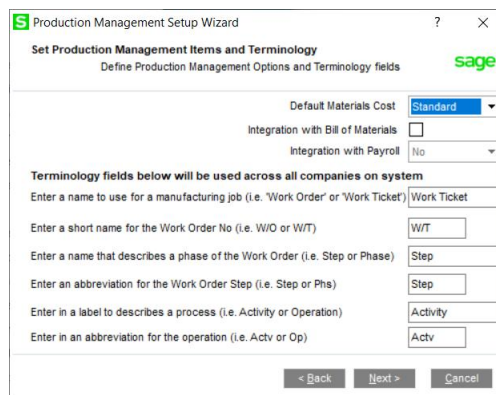 S Production Management Setup Wizard ? X
Set Production Management Items and Terminology
Define Production Management Options and Terminology fields
sage
Default Materials Cost Standard
Integration with Bill of Materials
Integration with Payroll No
Terminology fields below will be used across all companies on system
Enter a name to use for a manufacturing job (i.e. 'Work Order' or 'Work Ticket') Work Ticket
Enter a short name for the Work Order No (i.e. W/O or W/T) W/T
Enter a name that describes a phase of the Work Order (i.e. Step or Phase) Step
Enter an abbreviation for the Work Order Step (i.e. Step or Phs) Step
Enter in a label to describes a process (i.e. Activity or Operation) Activity
Enter in an abbreviation for the operation (i.e. Actv or Op) Actv
< Back Next > Cancel